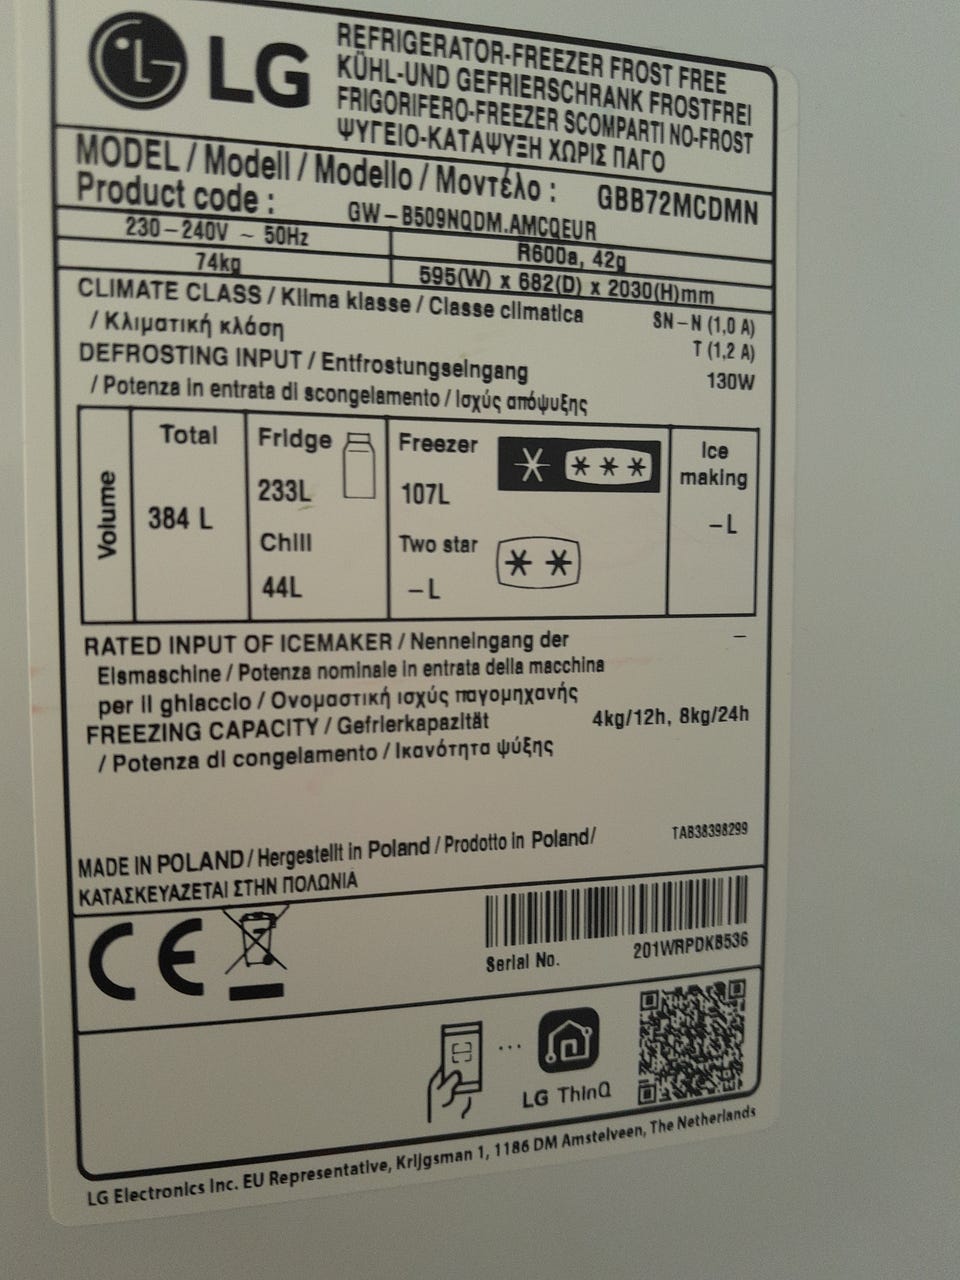 LG
REFRIGERATOR-FREEZER FROST FREE
KÜHL-UND GEFRIERSCHRANK FROSTFREI
FRIGORIFERO-FREEZER SCOMPARTI NO-FROST
ΨΥΓΕΙΟ-ΚΑΤΑΨΥΞΗ ΧΩΡΙΣ ΠΑΓΟ
MODEL / Modell / Modello / Μοντέλο : GBB72MCDMN
Product code : GW-B509NQDM.AMCQEUR
230-240V ~ 50Hz
R600a, 42g
74kg
595(W) x 682(D) x 2030(H)mm
CLIMATE CLASS / Klima klasse / Classe climatica SN-N (1,0 A)
/ Κλιματική κλάση T (1,2 A)
DEFROSTING INPUT / Entfrostungseingang 130W
/ Potenza in entrata di scongelamento / Ισχύς απόψυξης
Volume
Total
384 L
Fridge
233L
Chill
44L
Freezer
107L
Two star
-L
Ice
making
-L
RATED INPUT OF ICEMAKER / Nenneingang der -
Eismaschine / Potenza nominale in entrata della macchina
per il ghiaccio / Ονομαστική ισχύς παγομηχανής
FREEZING CAPACITY / Gefrierkapazität 4kg/12h, 8kg/24h
/ Potenza di congelamento / Ικανότητα ψύξης
TAB38398299
MADE IN POLAND / Hergestellt in Poland / Prodotto in Poland/
ΚΑΤΑΣΚΕΥΑΖΕΤΑΙ ΣΤΗΝ ΠΟΛΩΝΙΑ
CE
Serial No. 201WRPDKB536
LG ThinQ
LG Electronics Inc. EU Representative, Krijgsman 1, 1186 DM Amstelveen, The Netherlands